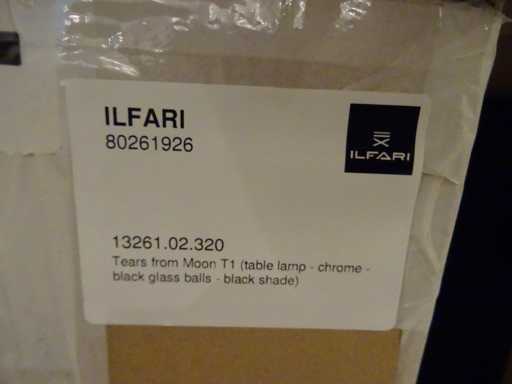 ILFARI
80261926
ILFARI
13261.02.320
Tears from Moon T1 (table lamp - chrome -
black glass balls - black shade)